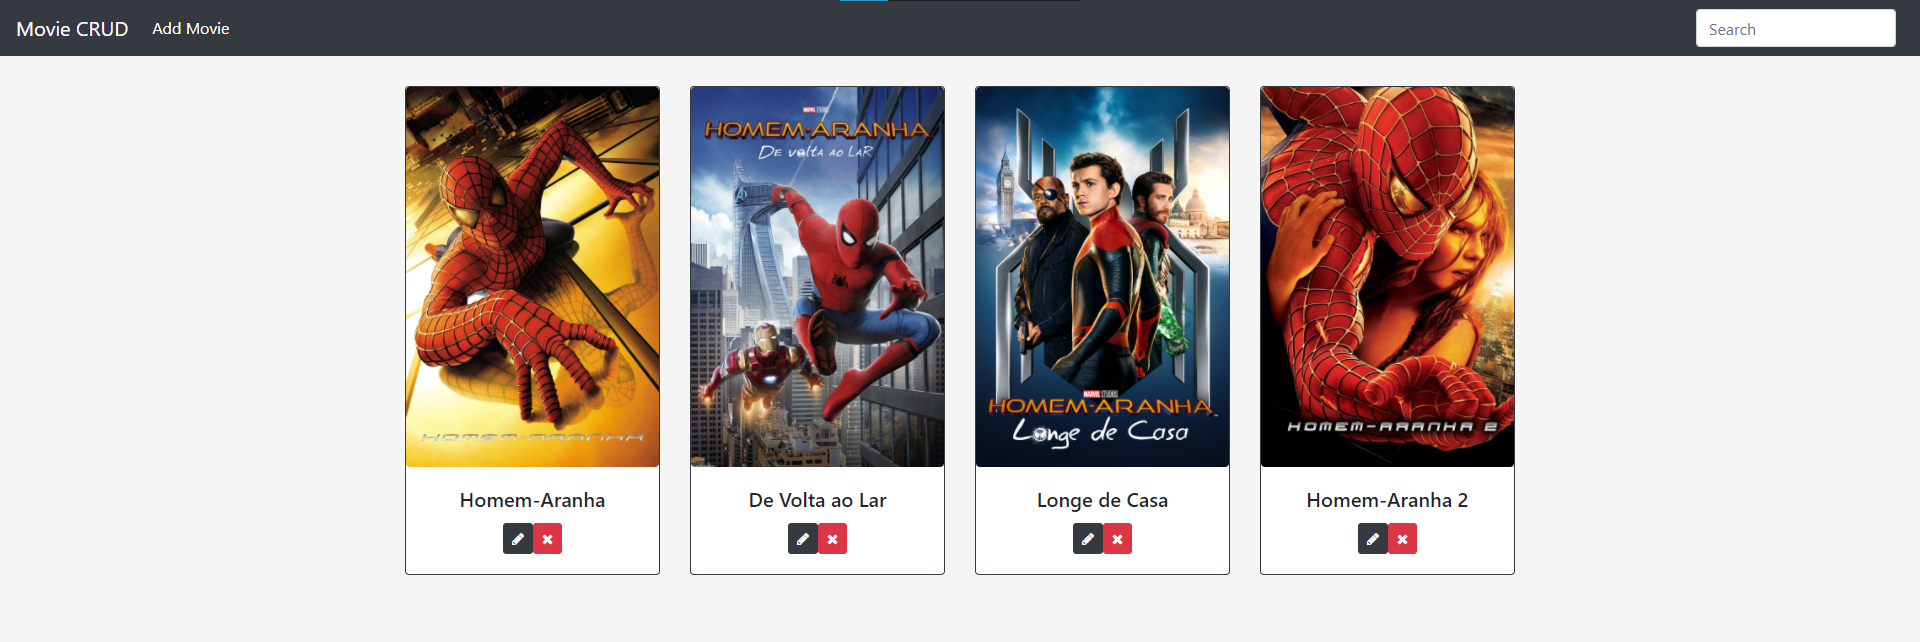 Movie CRUD
Add Movie
Search
HOMEM-ARANHA
MARVEL STUDIOS
HOMEM-ARANHA
DE VOLTA AO LAR
MARVEL STUDIOS
HOMEM-ARANHA
Longe de Casa
HOMEM-ARANHA 2
Homem-Aranha
De Volta ao Lar
Longe de Casa
Homem-Aranha 2